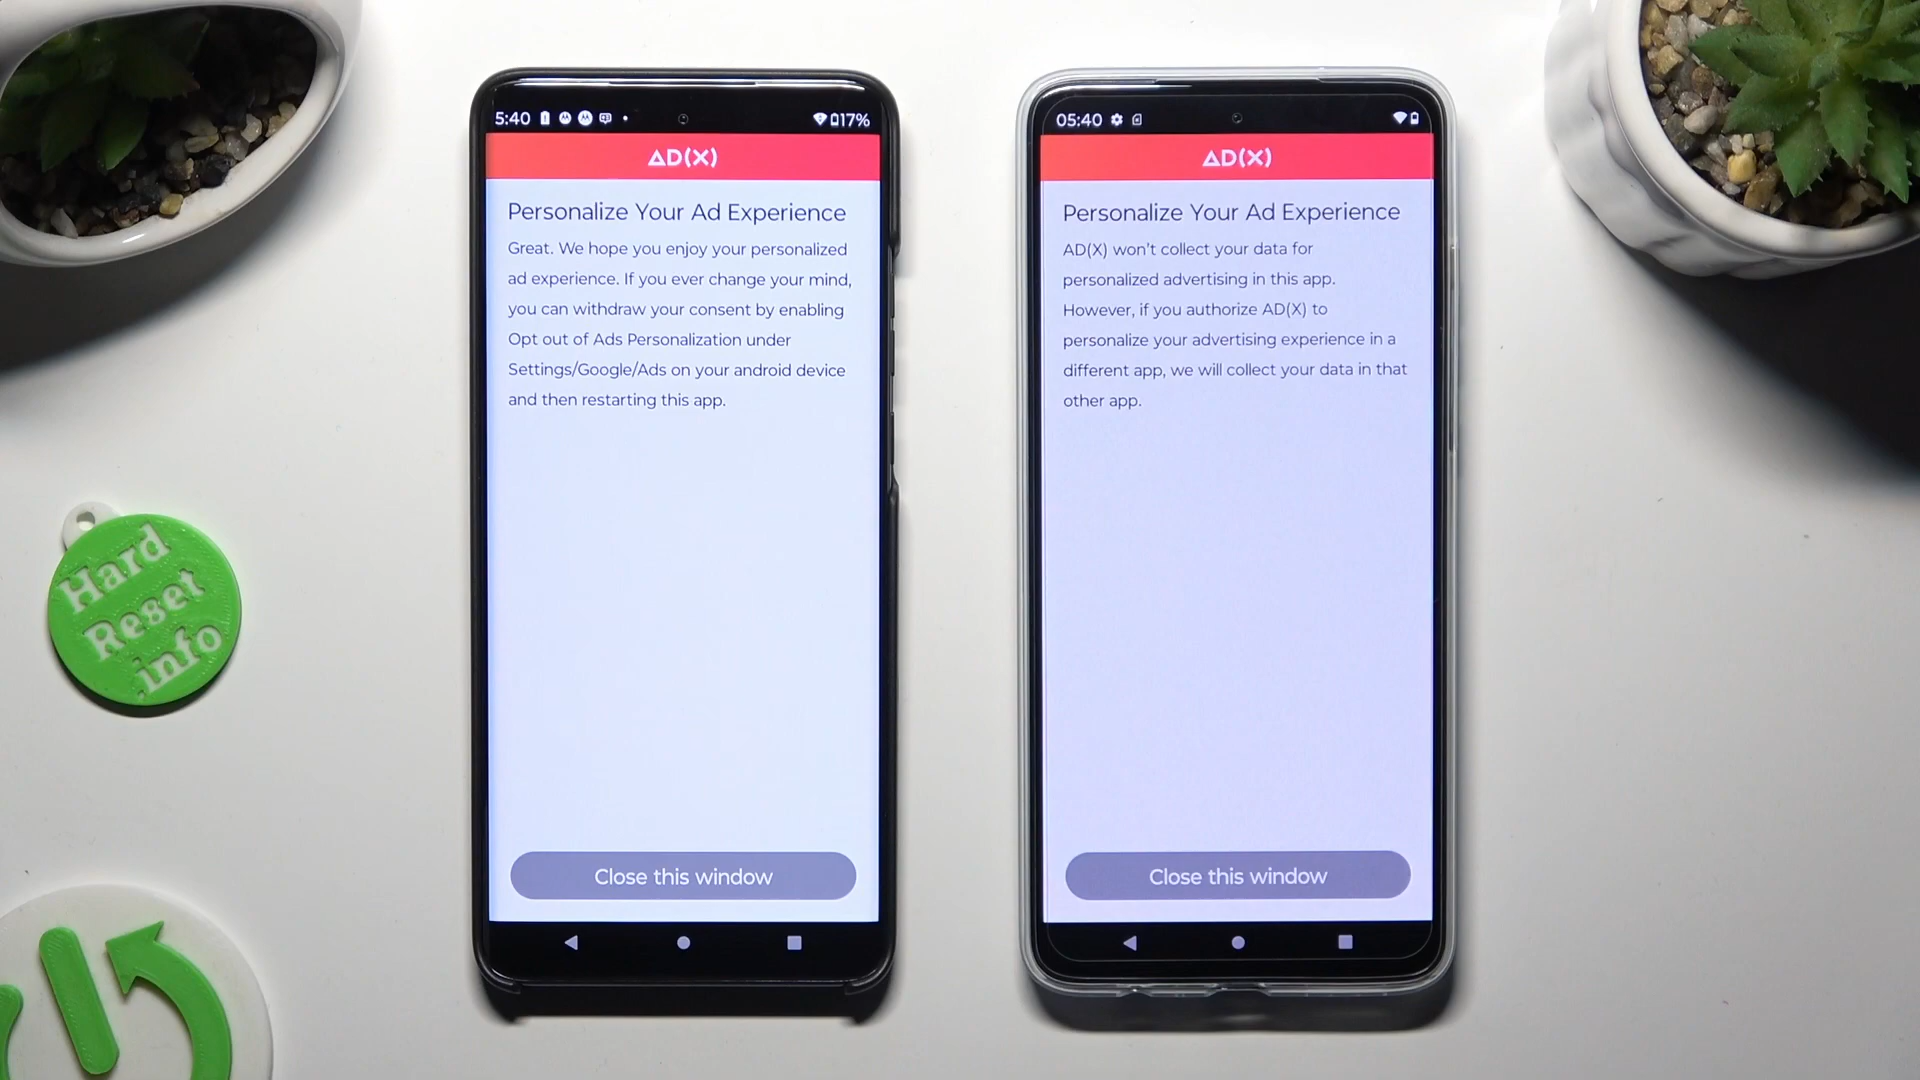 5:40
17%
AD(X)
Personalize Your Ad Experience
Great. We hope you enjoy your personalized
ad experience. If you ever change your mind,
you can withdraw your consent by enabling
Opt out of Ads Personalization under
Settings/Google/Ads on your android device
and then restarting this app.
Close this window
05:40
AD(X)
Personalize Your Ad Experience
AD(X) won't collect your data for
personalized advertising in this app.
However, if you authorize AD(X) to
personalize your advertising experience in a
different app, we will collect your data in that
other app.
Close this window
Hard
Reset
info